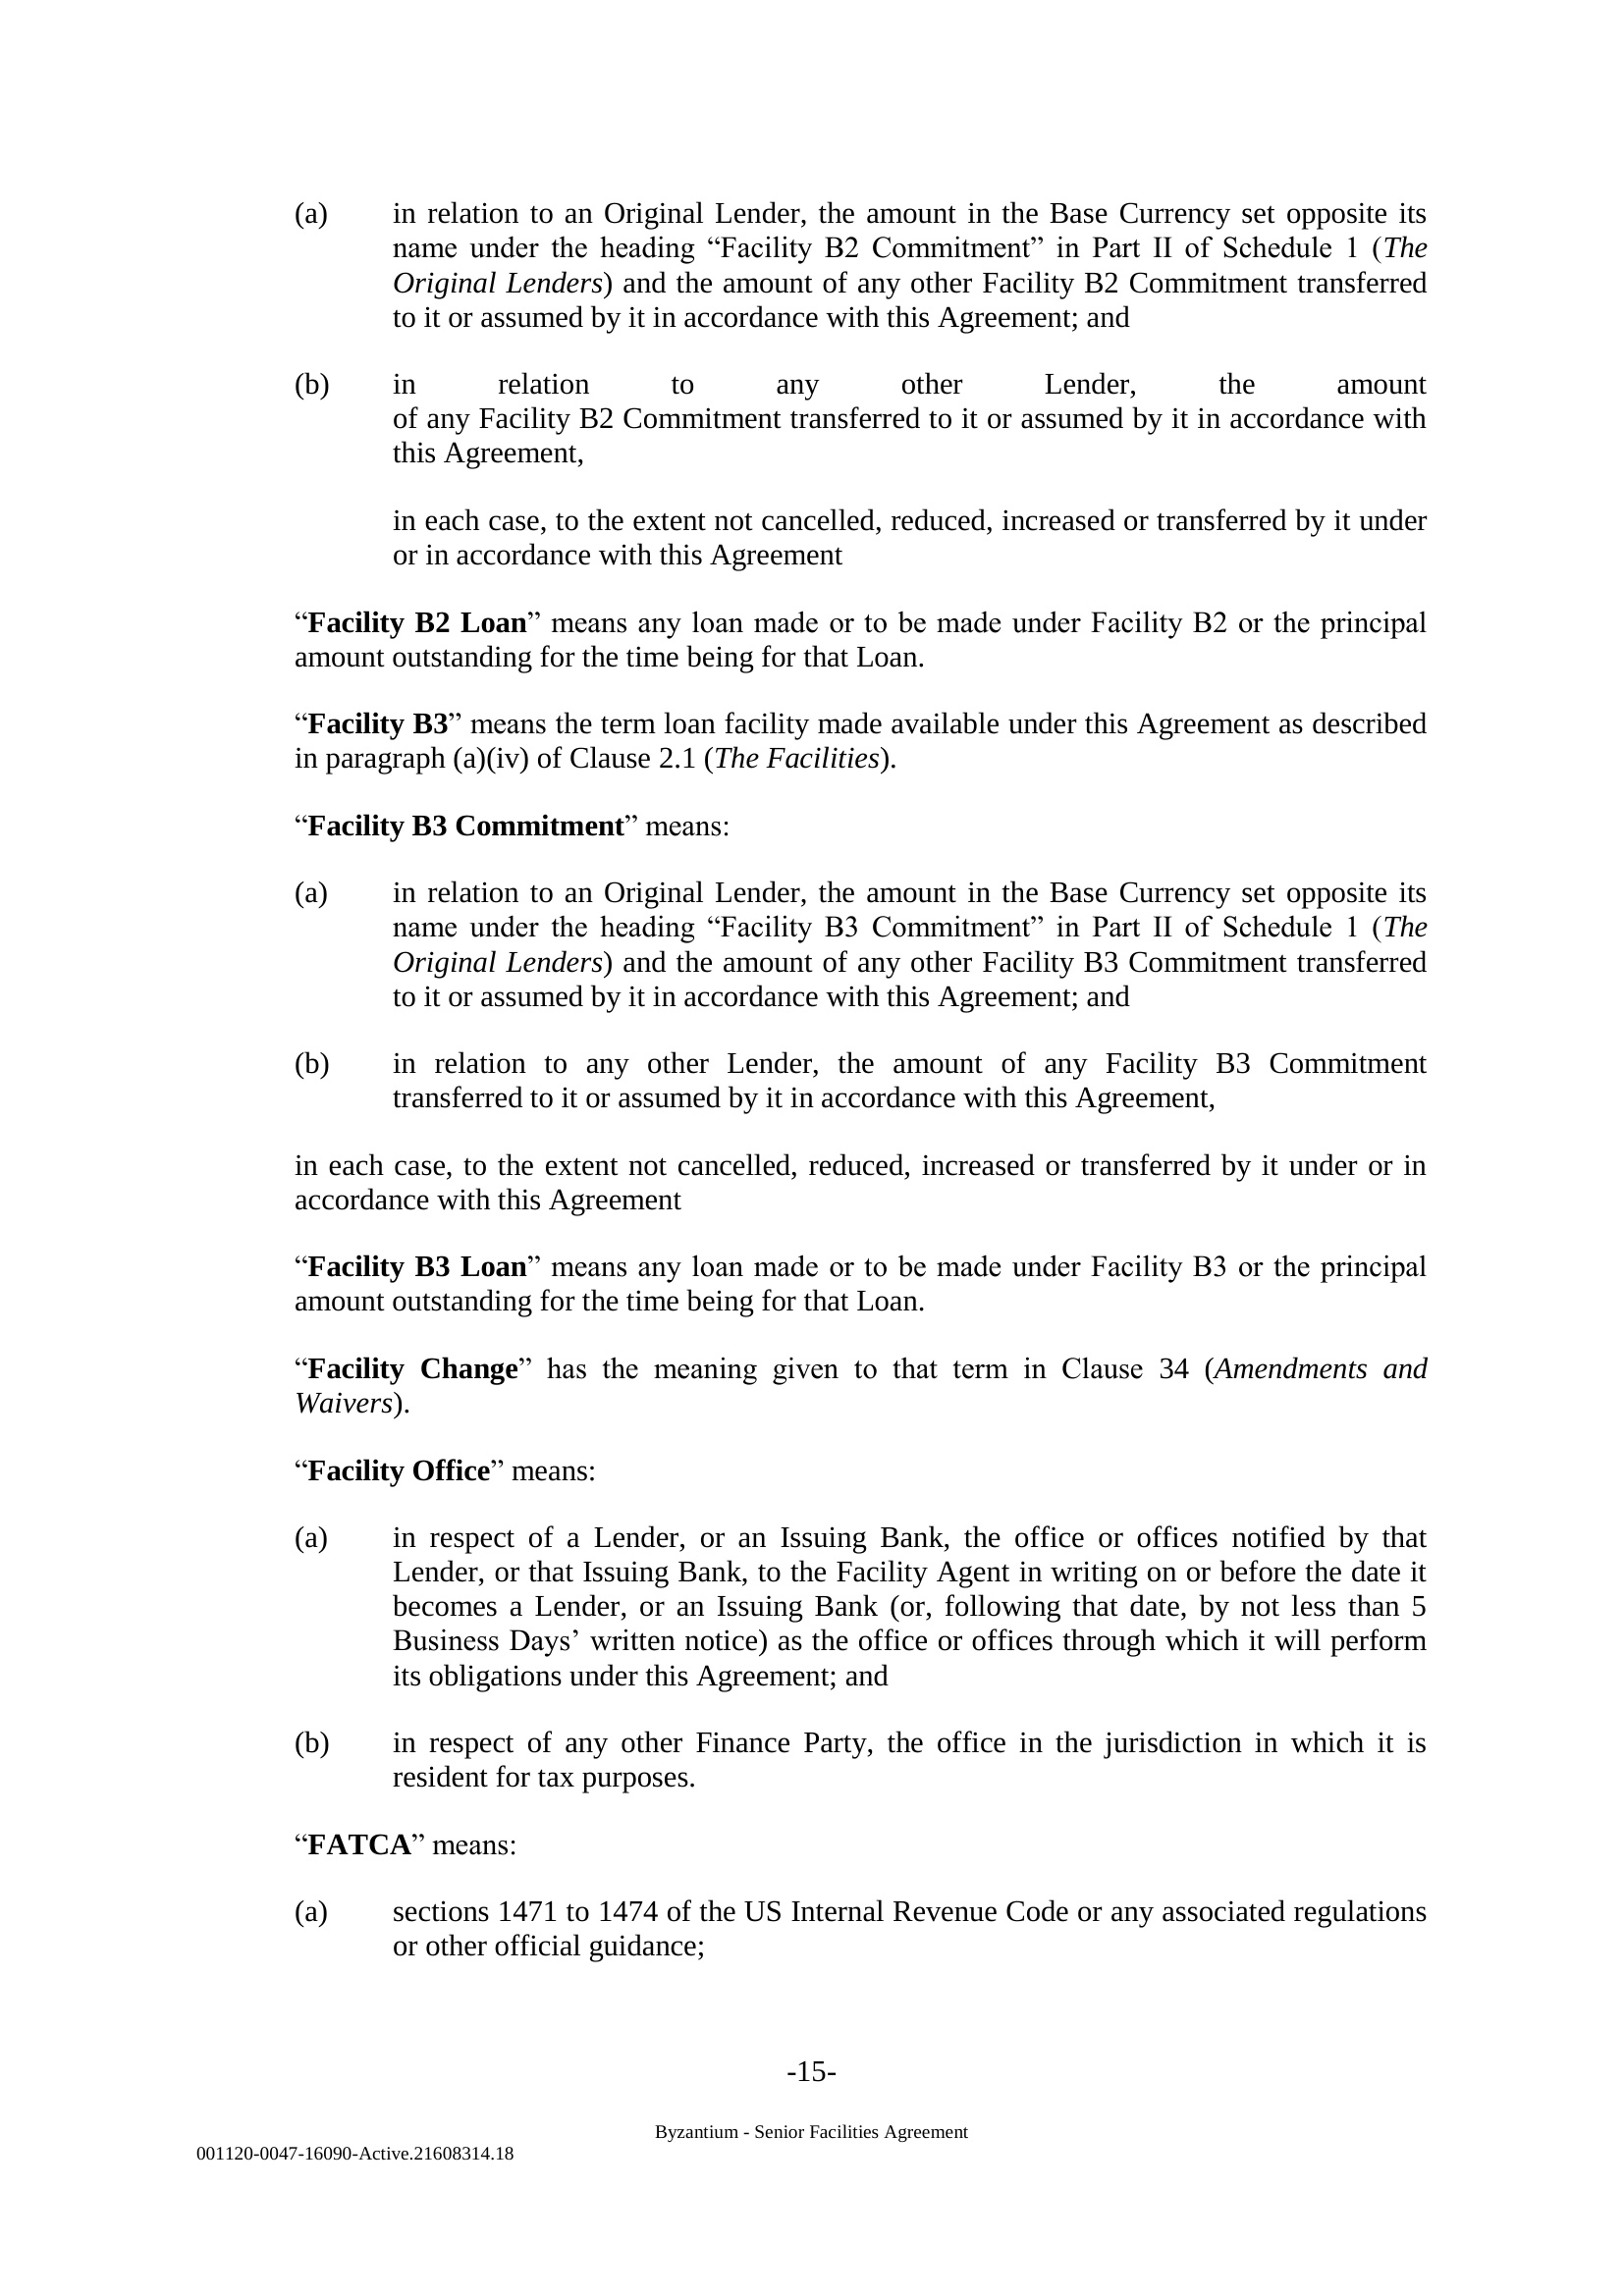 (a) in relation to an Original Lender, the amount in the Base Currency set opposite its
name under the heading “Facility B2 Commitment” in Part II of Schedule 1 (The
Original Lenders) and the amount of any other Facility B2 Commitment transferred
to it or assumed by it in accordance with this Agreement; and
(b) in relation to any other Lender, the amount
of any Facility B2 Commitment transferred to it or assumed by it in accordance with
this Agreement,
in each case, to the extent not cancelled, reduced, increased or transferred by it under
or in accordance with this Agreement
“Facility B2 Loan” means any loan made or to be made under Facility B2 or the principal
amount outstanding for the time being for that Loan.
“Facility B3” means the term loan facility made available under this Agreement as described
in paragraph (a)(iv) of Clause 2.1 (The Facilities).
“Facility B3 Commitment” means:
(a) in relation to an Original Lender, the amount in the Base Currency set opposite its
name under the heading “Facility B3 Commitment” in Part II of Schedule 1 (The
Original Lenders) and the amount of any other Facility B3 Commitment transferred
to it or assumed by it in accordance with this Agreement; and
(b) in relation to any other Lender, the amount of any Facility B3 Commitment
transferred to it or assumed by it in accordance with this Agreement,
in each case, to the extent not cancelled, reduced, increased or transferred by it under or in
accordance with this Agreement
“Facility B3 Loan” means any loan made or to be made under Facility B3 or the principal
amount outstanding for the time being for that Loan.
“Facility Change” has the meaning given to that term in Clause 34 (Amendments and
Waivers).
“Facility Office” means:
(a) in respect of a Lender, or an Issuing Bank, the office or offices notified by that
Lender, or that Issuing Bank, to the Facility Agent in writing on or before the date it
becomes a Lender, or an Issuing Bank (or, following that date, by not less than 5
Business Days’ written notice) as the office or offices through which it will perform
its obligations under this Agreement; and
(b) in respect of any other Finance Party, the office in the jurisdiction in which it is
resident for tax purposes.
“FATCA” means:
(a) sections 1471 to 1474 of the US Internal Revenue Code or any associated regulations
or other official guidance;
-15-
Byzantium - Senior Facilities Agreement
001120-0047-16090-Active.21608314.18